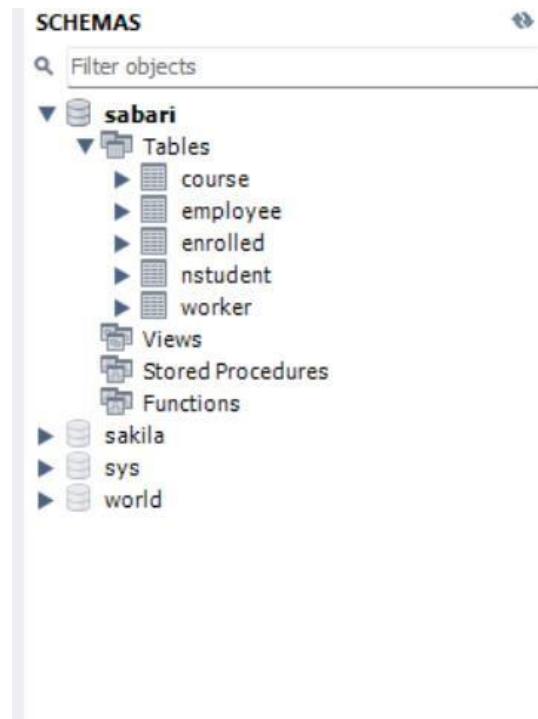 SCHEMAS
Filter objects
sabari
Tables
course
employee
enrolled
nstudent
worker
Views
Stored Procedures
Functions
sakila
sys
world